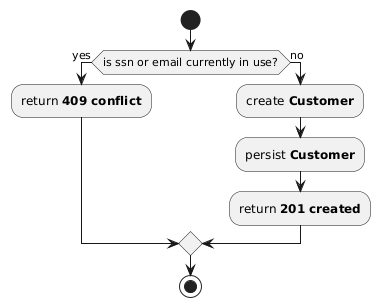 is ssn or email currently in use?
yes
no
return 409 conflict
create Customer
persist Customer
return 201 created